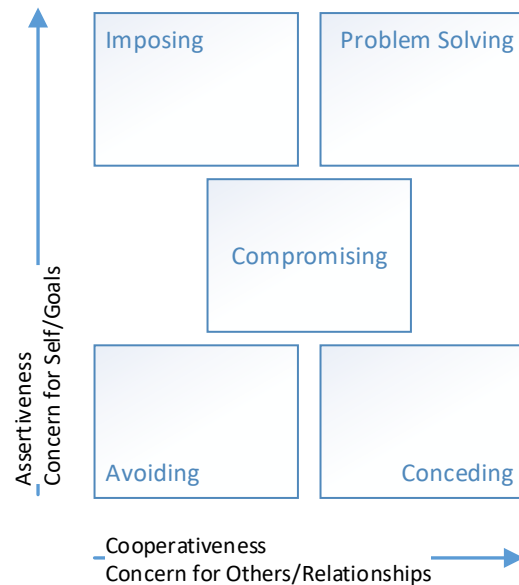 Imposing
Problem Solving
Compromising
Avoiding
Conceding
Assertiveness
Concern for Self/Goals
Cooperativeness
Concern for Others/Relationships